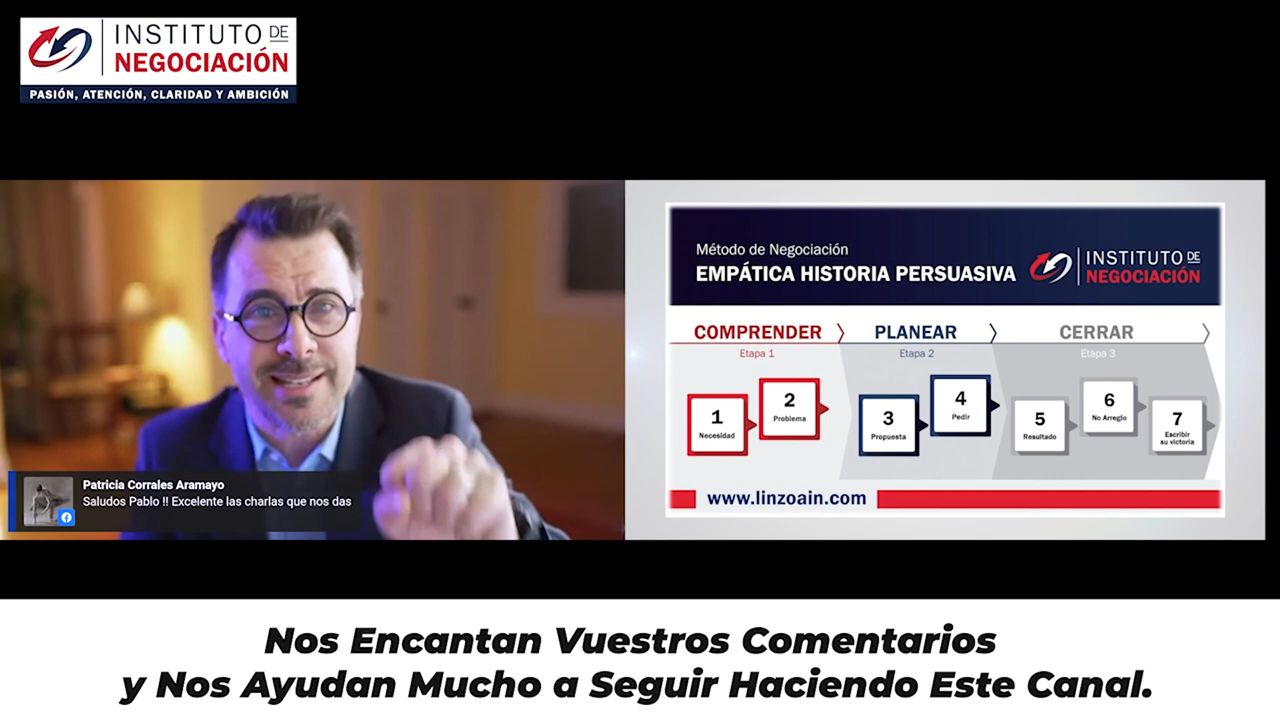 INSTITUTO DE
NEGOCIACIÓN
PASIÓN, ATENCIÓN, CLARIDAD Y AMBICIÓN
Patricia Corrales Aramayo
Saludos Pablo !! Excelente las charlas que nos das
Método de Negociación
EMPÁTICA HISTORIA PERSUASIVA
INSTITUTO DE
NEGOCIACIÓN
COMPRENDER
Etapa 1
PLANEAR
Etapa 2
CERRAR
Etapa 3
1
Necesidad
2
Problema
3
Propuesta
4
Pedir
5
Resultado
6
No Arreglo
7
Escribir
su victoria
www.linzoain.com
Nos Encantan Vuestros Comentarios
y Nos Ayudan Mucho a Seguir Haciendo Este Canal.